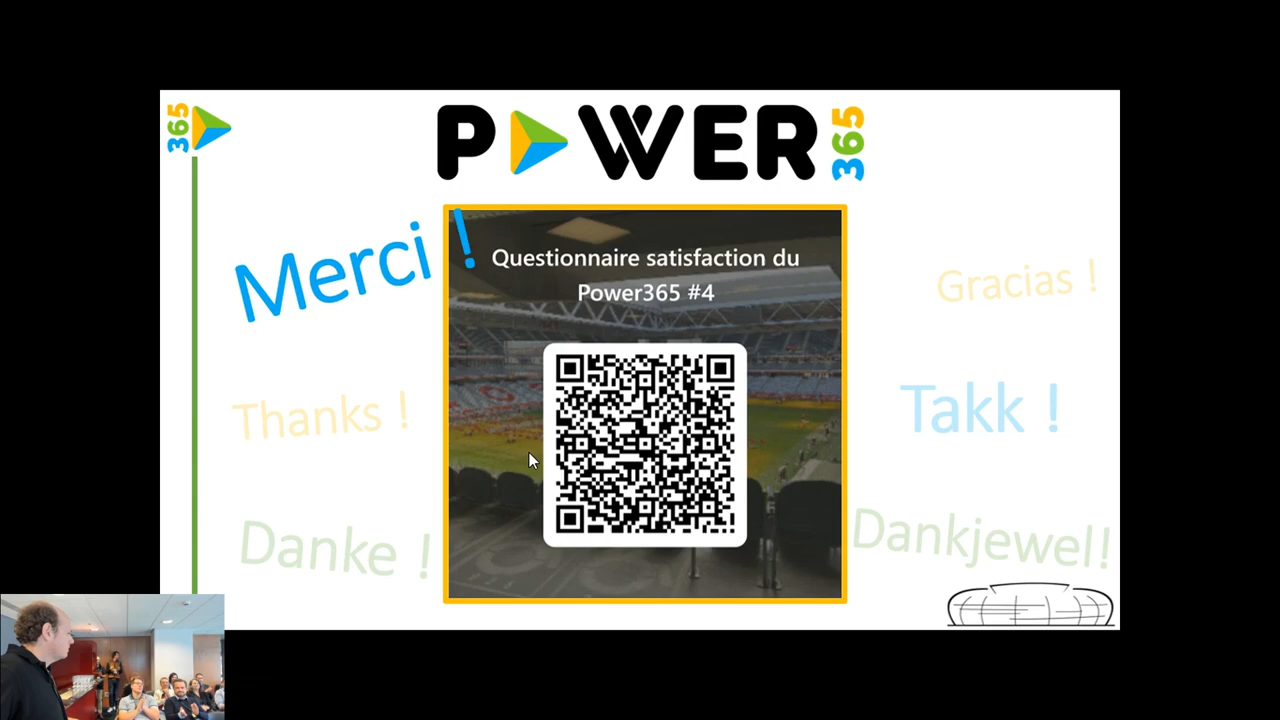 365
POWER 365
Merci !
Questionnaire satisfaction du
Power365 #4
Gracias !
Thanks !
Takk !
Danke !
Dankjewel!